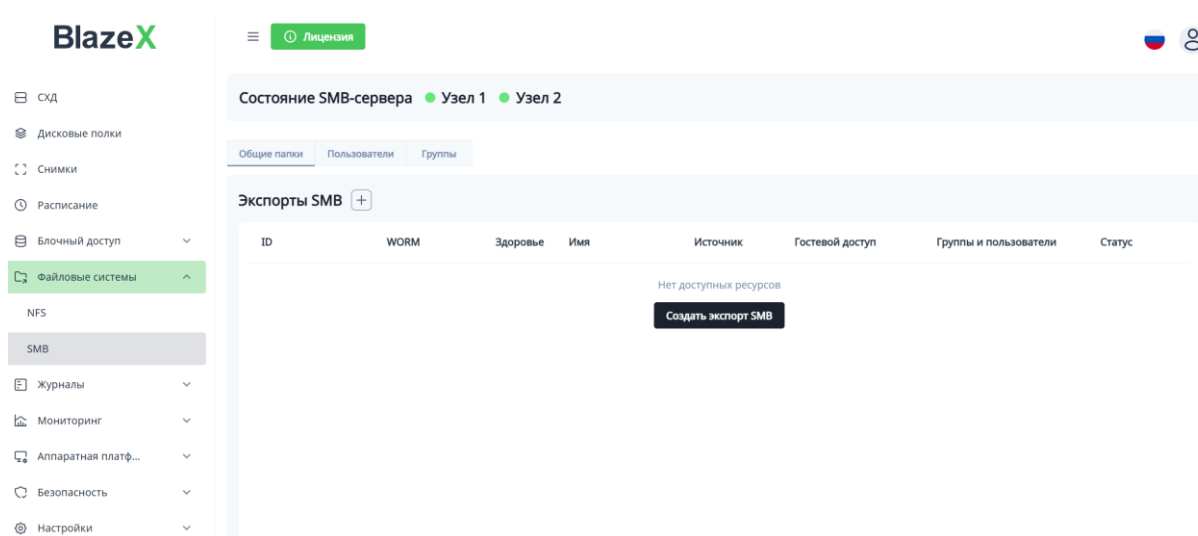 BlazeX
Лицензия
СХД
Дисковые полки
Снимки
Расписание
Блочный доступ
Файловые системы
NFS
SMB
Журналы
Мониторинг
Аппаратная платф...
Безопасность
Настройки
Состояние SMB-сервера Узел 1 Узел 2
Общие папки Пользователи Группы
Экспорты SMB
ID WORM Здоровье Имя Источник Гостевой доступ Группы и пользователи Статус
Нет доступных ресурсов
Создать экспорт SMB